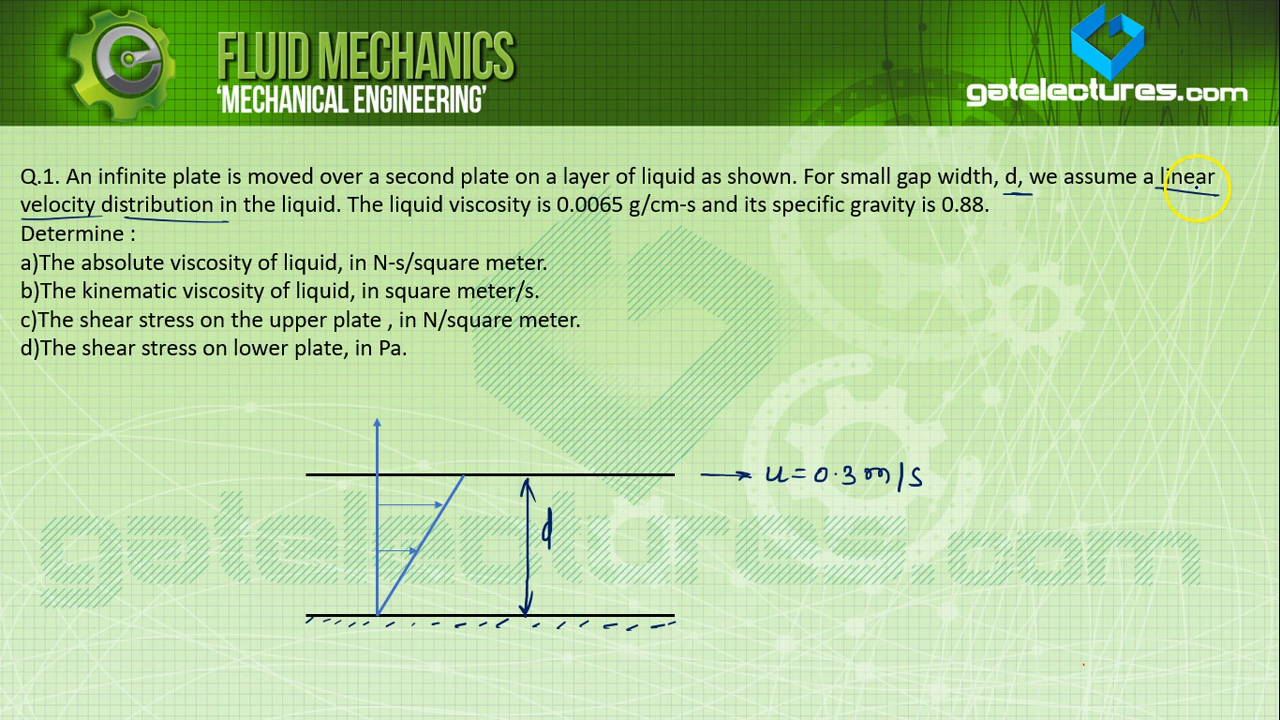 FLUID MECHANICS
'MECHANICAL ENGINEERING'
gatelectures.com
Q.1. An infinite plate is moved over a second plate on a layer of liquid as shown. For small gap width, d, we assume a linear
velocity distribution in the liquid. The liquid viscosity is 0.0065 g/cm-s and its specific gravity is 0.88.
Determine :
a)The absolute viscosity of liquid, in N-s/square meter.
b)The kinematic viscosity of liquid, in square meter/s.
c)The shear stress on the upper plate , in N/square meter.
d)The shear stress on lower plate, in Pa.
u = 0.3 m/s
d
gatelectures.com